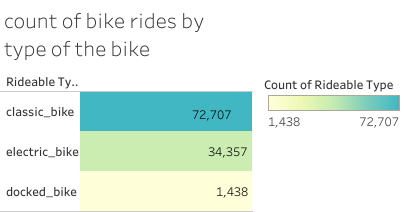 count of bike rides by
type of the bike
Rideable Ty..
Count of Rideable Type
classic_bike 72,707
1,438 72,707
electric_bike 34,357
docked_bike 1,438